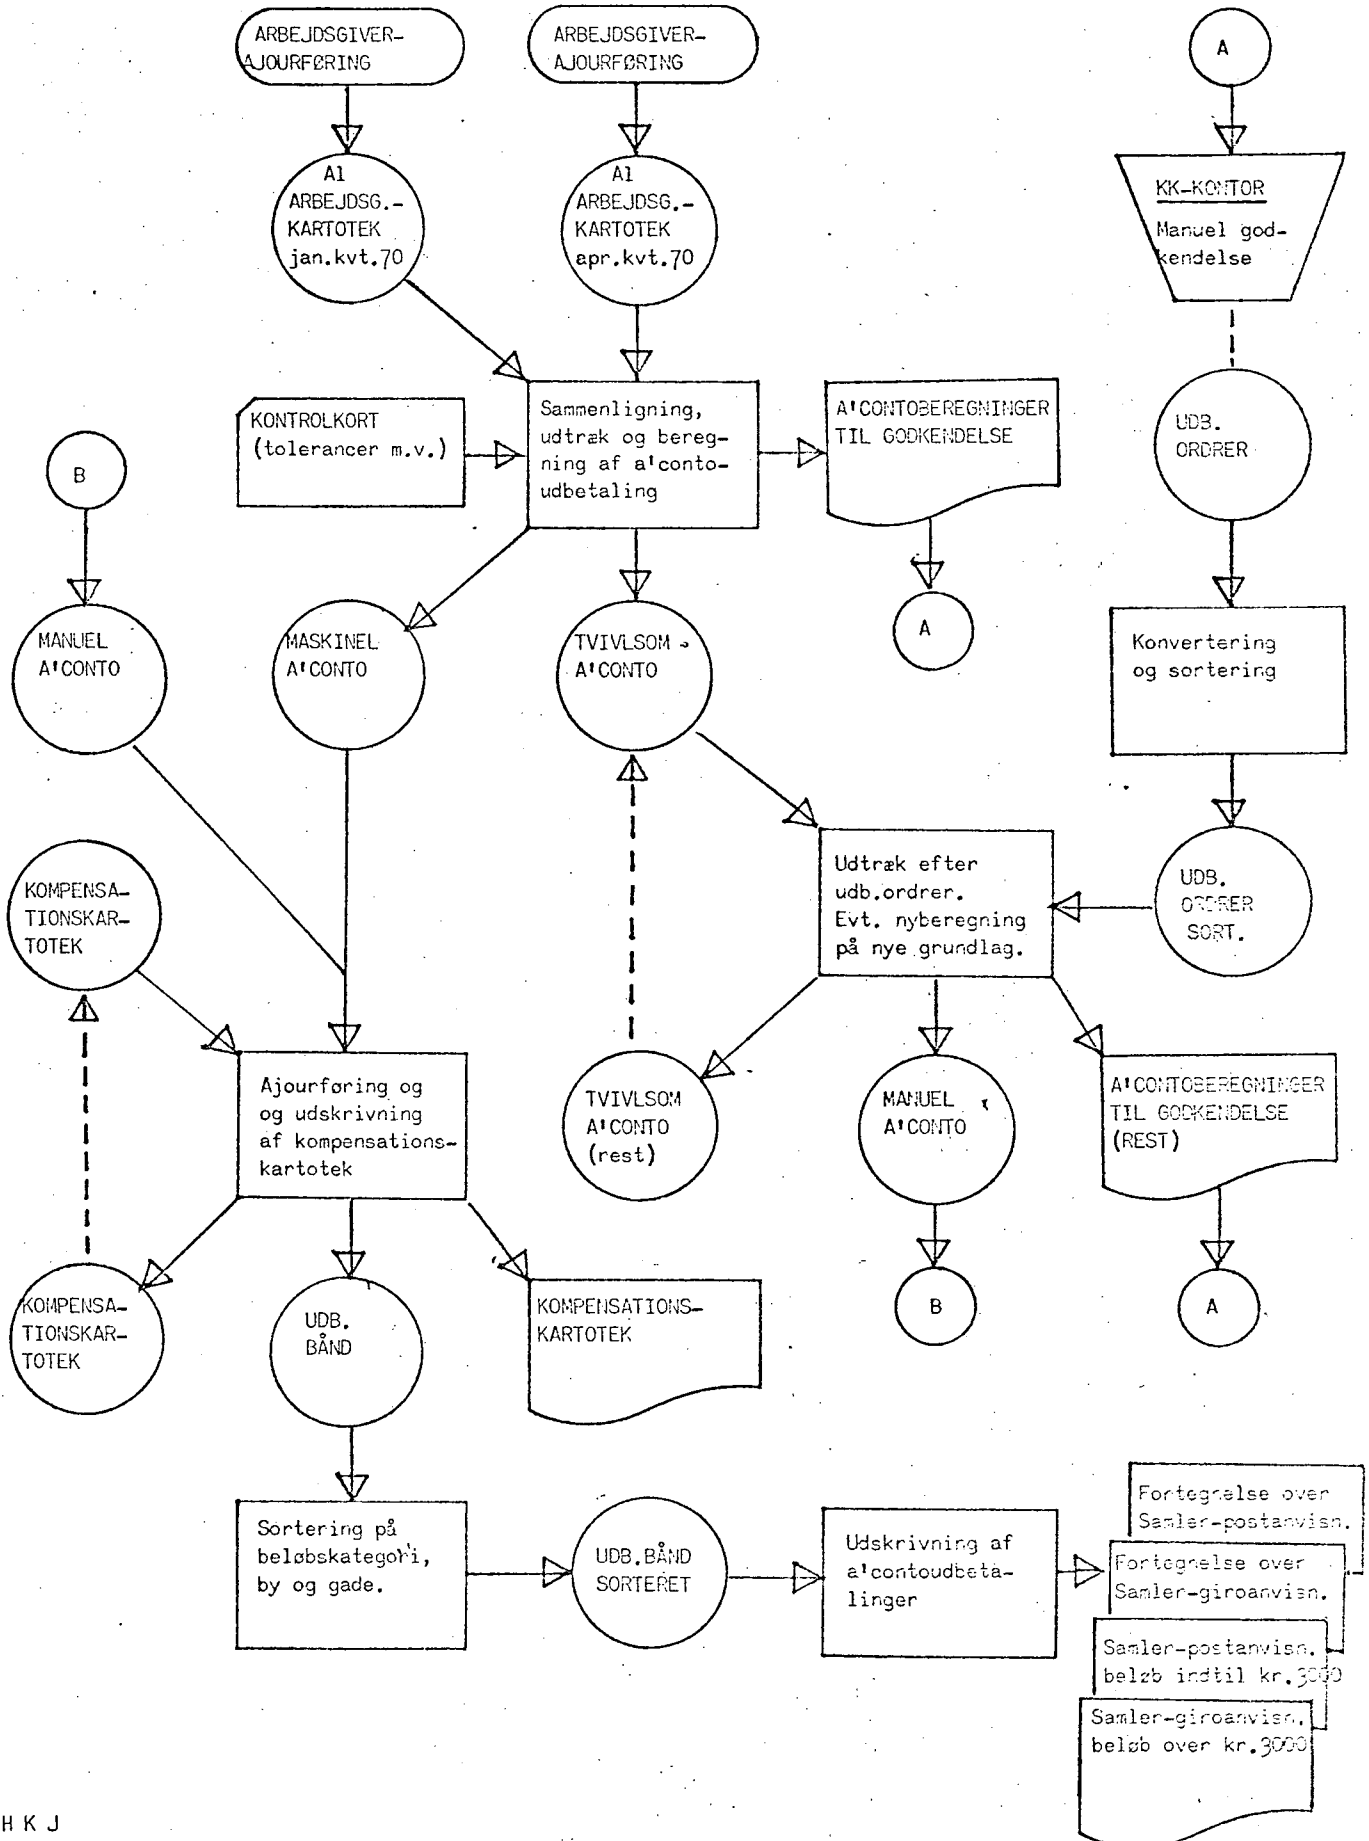 ARBEJDSGIVER-
AJOURFØRING
ARBEJDSGIVER-
AJOURFØRING
A
A1
ARBEJDSG.-
KARTOTEK
jan.kvt.70
A1
ARBEJDSG.-
KARTOTEK
apr.kvt.70
KK-KONTOR
Manuel god-
kendelse
KONTROLKORT
(tolerancer m.v.)
Sammenligning,
udtræk og bereg-
ning af a'conto-
udbetaling
A'CONTOBEREGNINGER
TIL GODKENDELSE
UDB.
ORDRER
B
A
MANUEL
A'CONTO
MASKINEL
A'CONTO
TVIVLSOM
A'CONTO
Konvertering
og sortering
KOMPENSA-
TIONSKAR-
TOTEK
Udtræk efter
udb.ordrer.
Evt. nyberegning
på nye grundlag.
UDB.
ORDRER
SORT.
Ajourføring og
og udskrivning
af kompensations-
kartotek
TVIVLSOM
A'CONTO
(rest)
MANUEL
A'CONTO
A'CONTOBEREGNINGER
TIL GODKENDELSE
(REST)
KOMPENSA-
TIONSKAR-
TOTEK
UDB.
BÅND
KOMPENSATIONS-
KARTOTEK
B
A
Sortering på
beløbskategori,
by og gade.
UDB.BÅND
SORTERET
Udskrivning af
a'contoudbeta-
linger
Fortegnelse over
Samler-postanvisn.
Fortegnelse over
Samler-giroanvisn.
Samler-postanvisn.
beløb indtil kr.3000
Samler-giroanvisn.
beløb over kr.3000
H K J